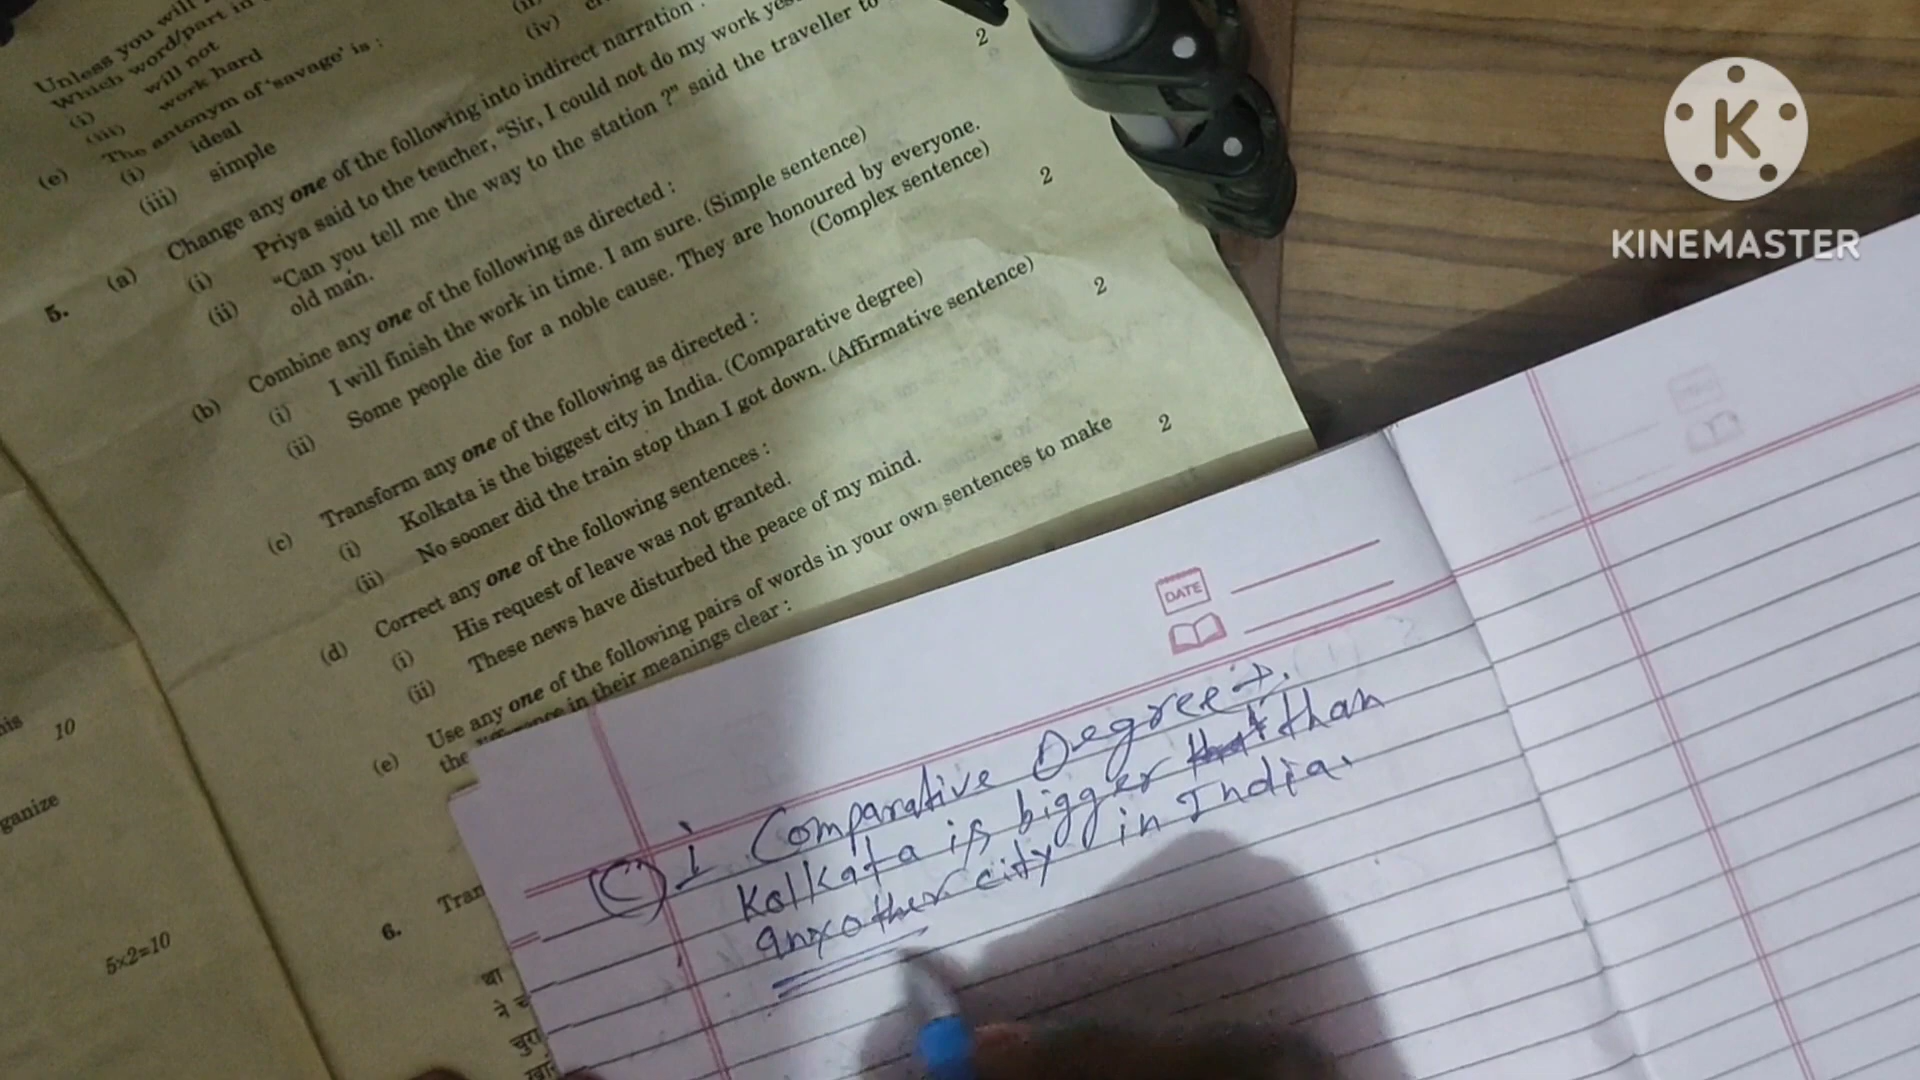 Unless you will
Which word/part in
(i) will not
(iii) work hard
(iv)
(e) The antonym of 'savage' is :
(i) ideal
(iii) simple
5. (a) Change any one of the following into indirect narration :
(i) Priya said to the teacher, "Sir, I could not do my work
(ii) "Can you tell me the way to the station ?" said the traveller to
old man.
2
(b) Combine any one of the following as directed :
(i) I will finish the work in time. I am sure. (Simple sentence)
(ii) Some people die for a noble cause. They are honoured by everyone.
(Complex sentence)
2
(c) Transform any one of the following as directed :
(i) Kolkata is the biggest city in India. (Comparative degree)
(ii) No sooner did the train stop than I got down. (Affirmative sentence)
2
(d) Correct any one of the following sentences :
(i) His request of leave was not granted.
(ii) These news have disturbed the peace of my mind.
2
(e) Use any one of the following pairs of words in your own sentences to make
the in their meanings clear :
6.
10
5×2=10
था
ने
DATE
(C) i Comparative Degree →.
Kolkata is bigger than
any other city in India.
K
KINEMASTER